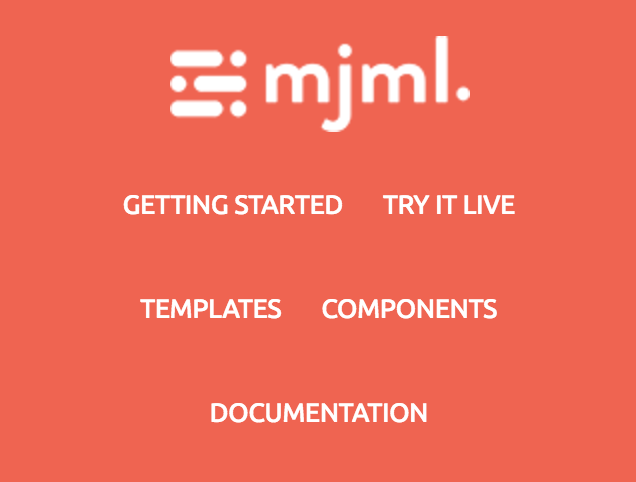 mjml.
GETTING STARTED TRY IT LIVE
TEMPLATES COMPONENTS
DOCUMENTATION